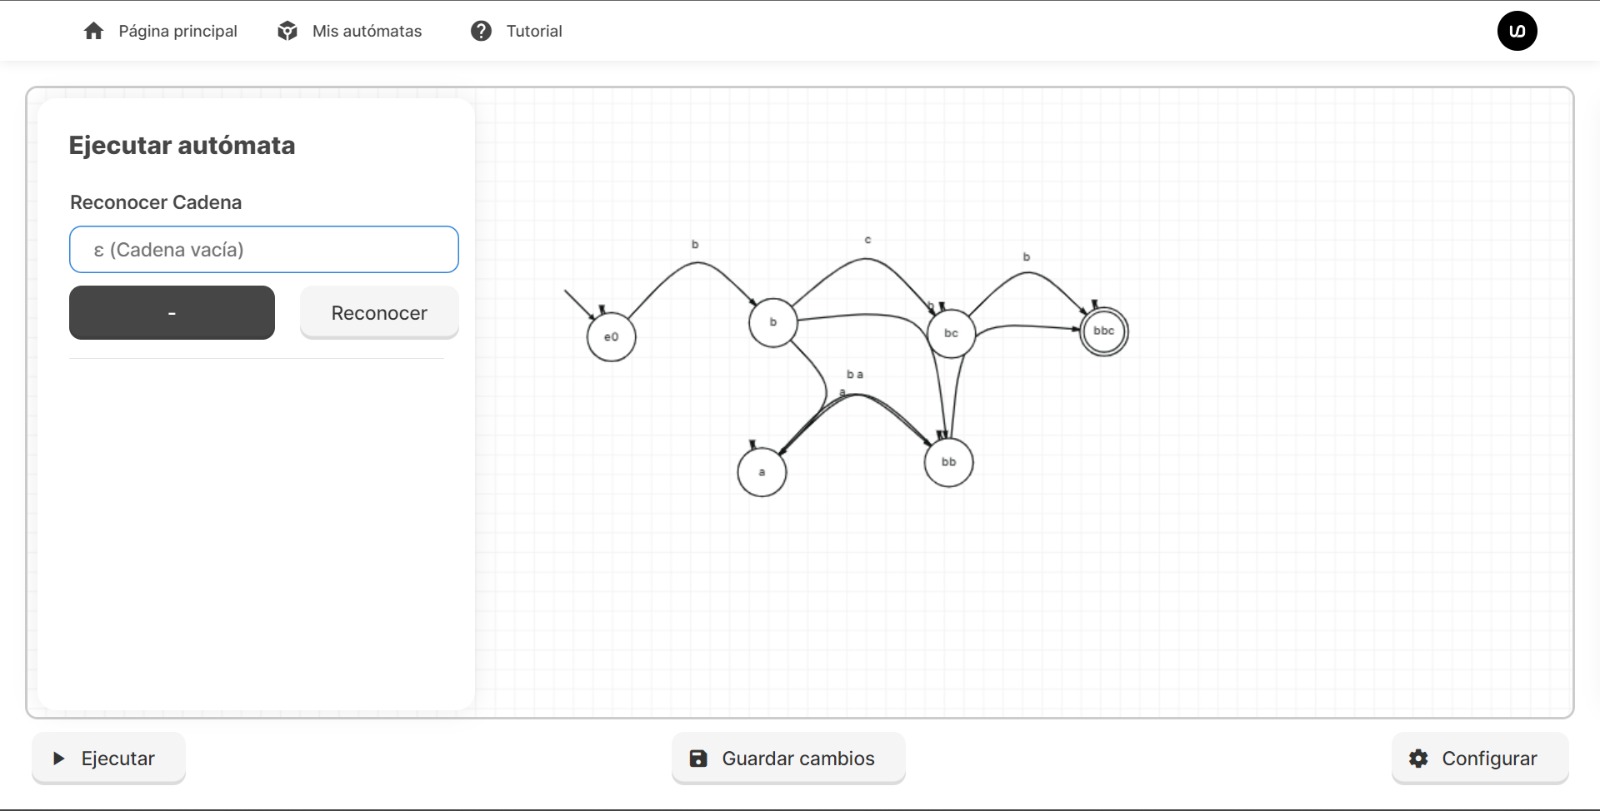 Página principal
Mis autómatas
Tutorial
Ejecutar autómata
Reconocer Cadena
ε (Cadena vacía)
-
Reconocer
b
c
b
e0
b
b
bc
bbc
b a
a
a
bb
Ejecutar
Guardar cambios
Configurar